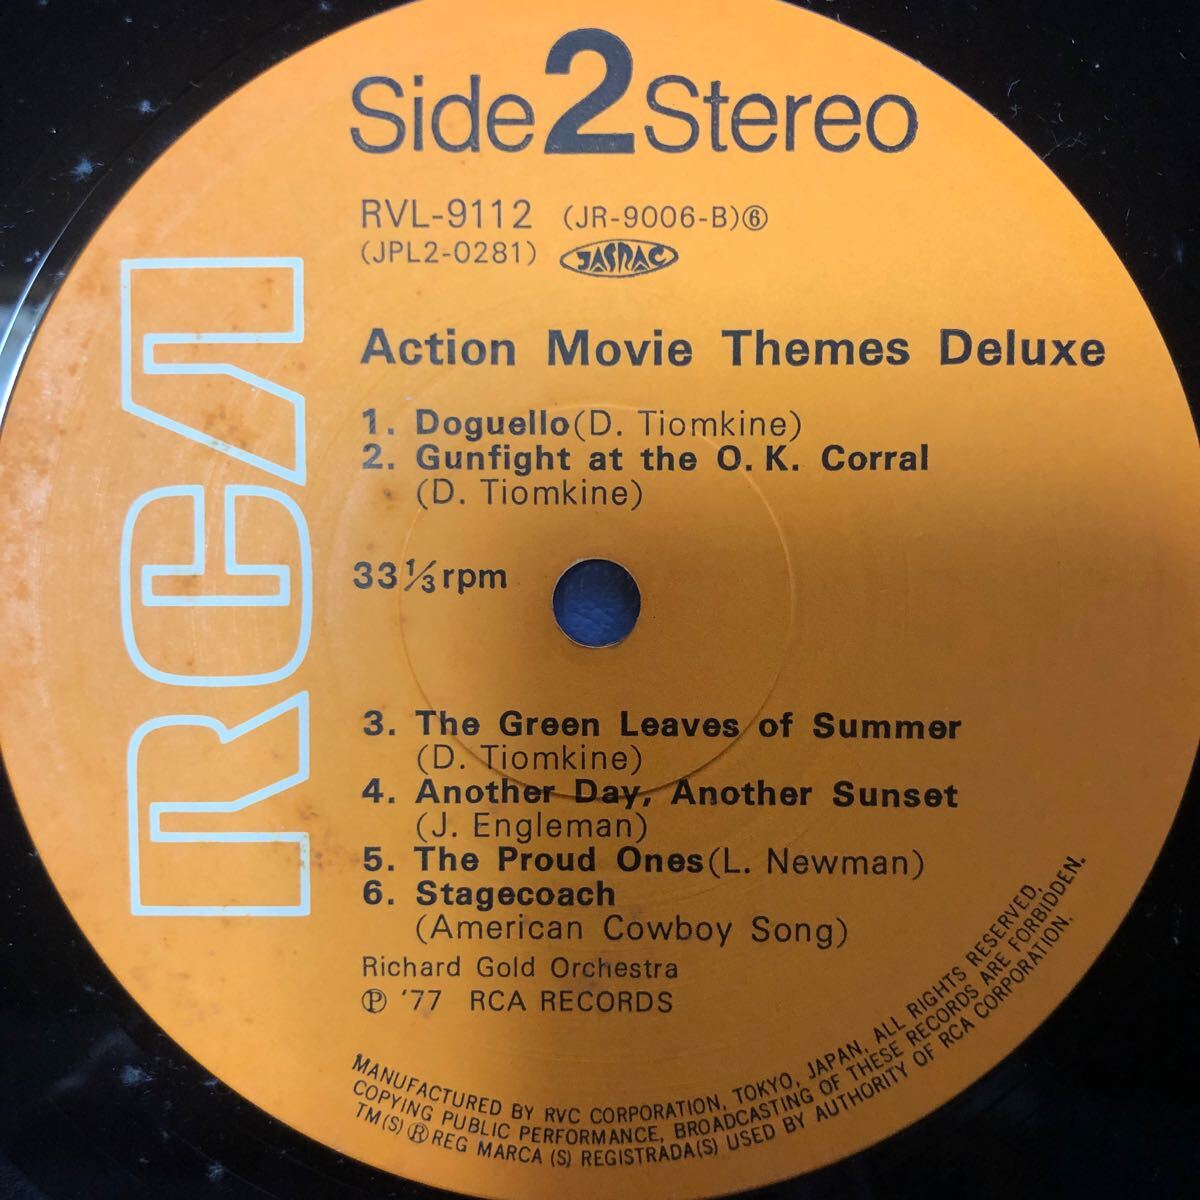 Side 2 Stereo
RVL-9112 (JR-9006-B)⑥
(JPL2-0281) JASRAC
RCA
Action Movie Themes Deluxe
1. Doguello(D. Tiomkine)
2. Gunfight at the O. K. Corral
(D. Tiomkine)
33 1/3 rpm
3. The Green Leaves of Summer
(D. Tiomkine)
4. Another Day, Another Sunset
(J. Engleman)
5. The Proud Ones(L. Newman)
6. Stagecoach
(American Cowboy Song)
Richard Gold Orchestra
Ⓟ '77 RCA RECORDS
MANUFACTURED BY RVC CORPORATION, TOKYO, JAPAN, ALL RIGHTS RESERVED,
COPYING PUBLIC PERFORMANCE, BROADCASTING OF THESE RECORDS ARE FORBIDDEN.
TM(S) ® REG MARCA (S) REGISTRADA(S) USED BY AUTHORITY OF RCA CORPORATION.